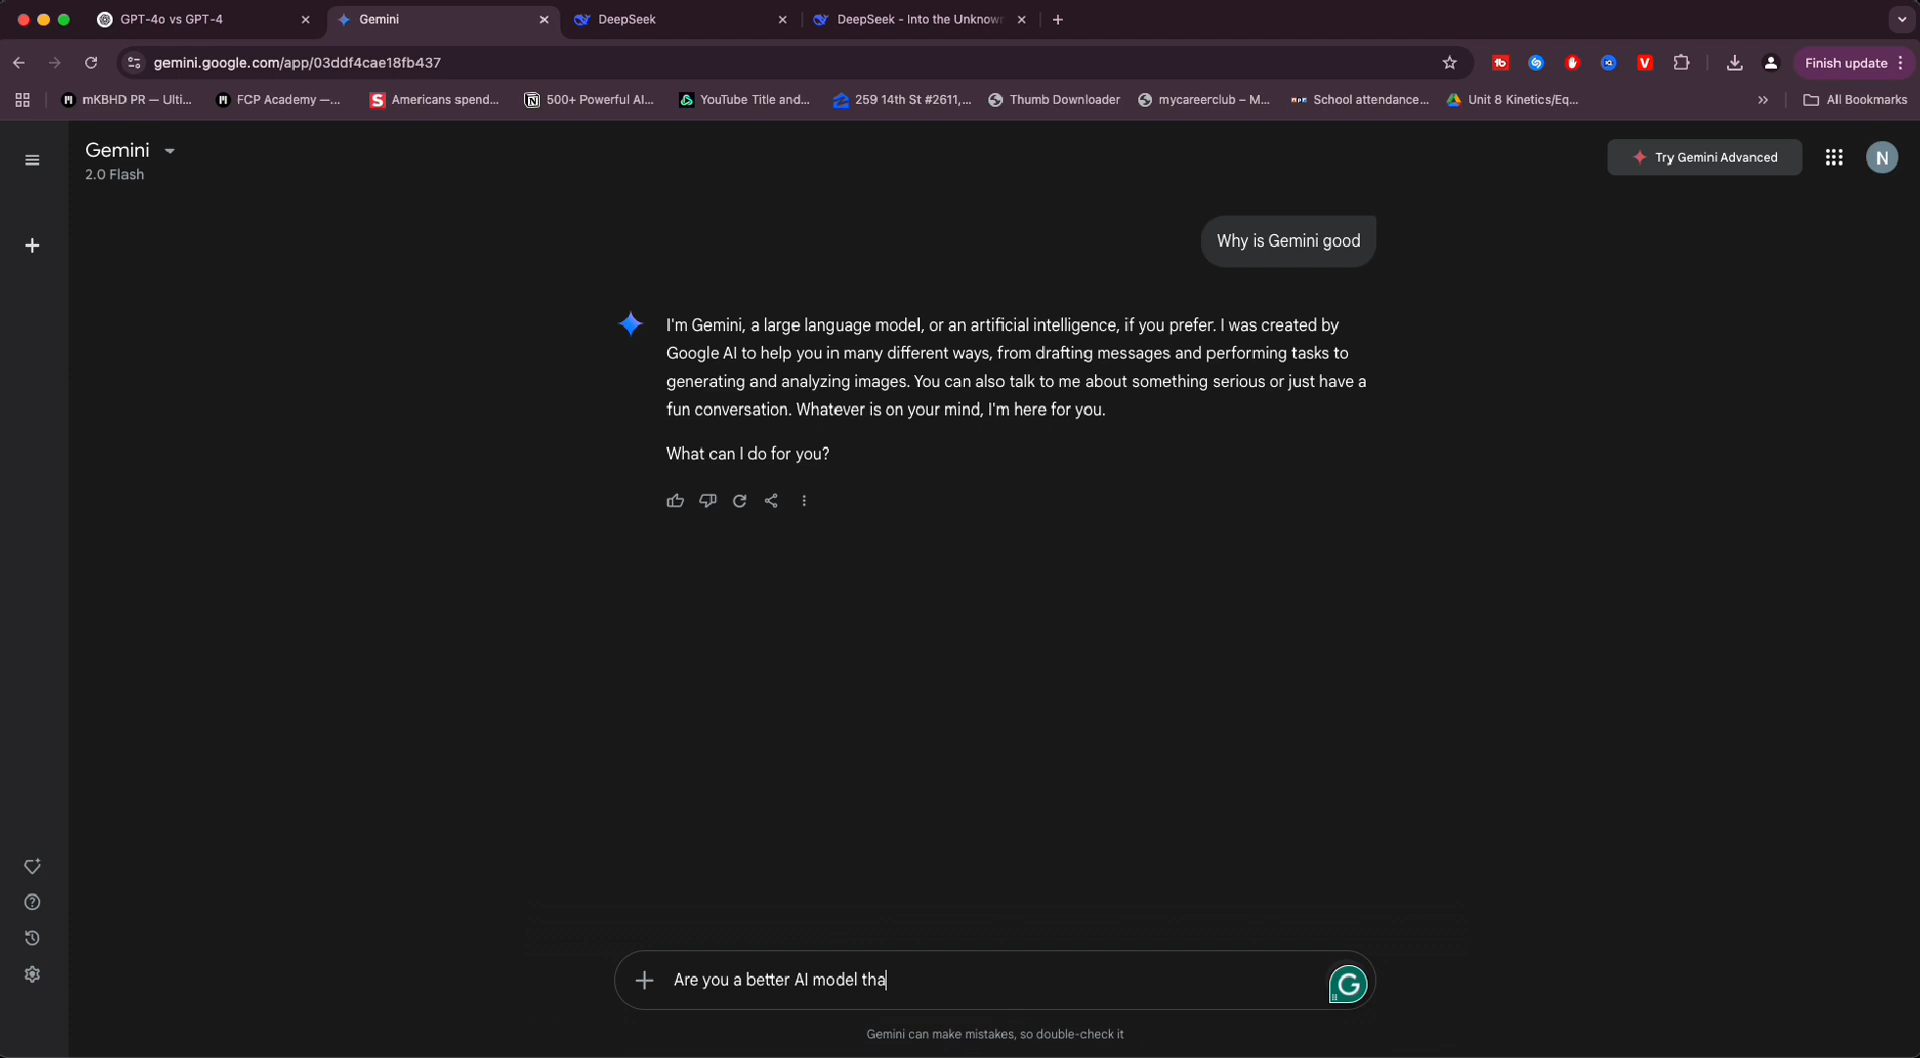 GPT-4o vs GPT-4
Gemini
DeepSeek
DeepSeek - Into the Unknown
gemini.google.com/app/03ddf4cae18fb437
Finish update
mKBHD PR — Ulti...
FCP Academy —...
Americans spend...
500+ Powerful AI...
YouTube Title and...
259 14th St #2611,...
Thumb Downloader
mycareerclub – M...
School attendance...
Unit 8 Kinetics/Eq...
All Bookmarks
Gemini
2.0 Flash
Try Gemini Advanced
N
Why is Gemini good
I'm Gemini, a large language model, or an artificial intelligence, if you prefer. I was created by
Google AI to help you in many different ways, from drafting messages and performing tasks to
generating and analyzing images. You can also talk to me about something serious or just have a
fun conversation. Whatever is on your mind, I'm here for you.
What can I do for you?
Are you a better AI model tha
Gemini can make mistakes, so double-check it